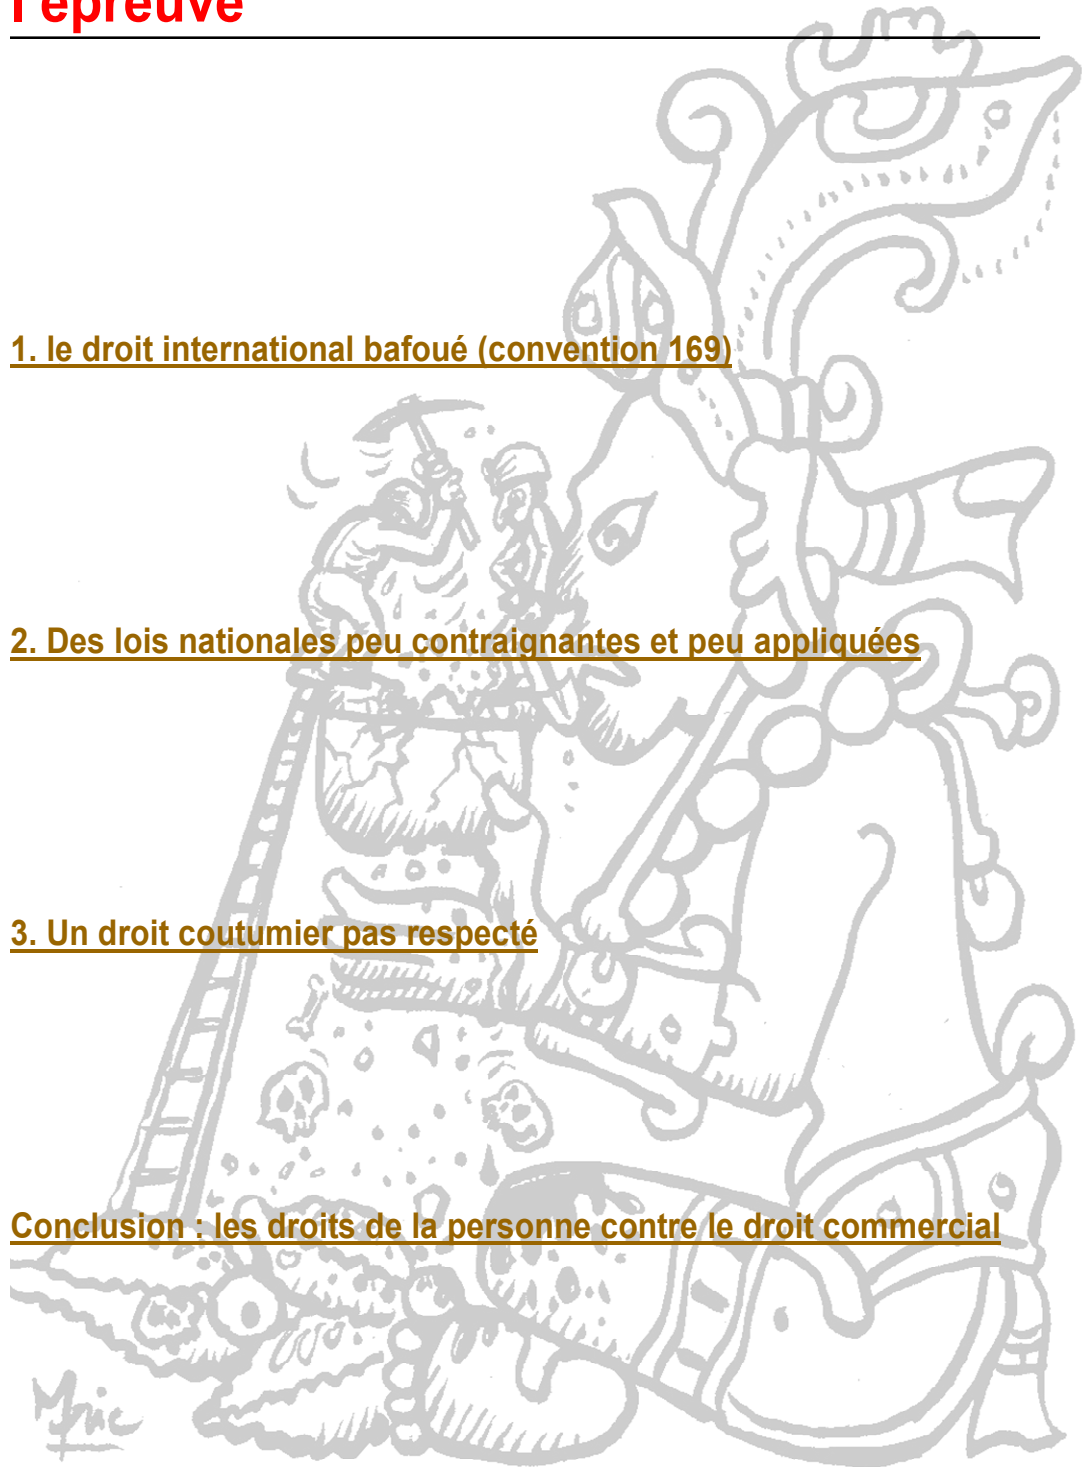 l'épreuve
1. le droit international bafoué (convention 169)
2. Des lois nationales peu contraignantes et peu appliquées
3. Un droit coutumier pas respecté
Conclusion : les droits de la personne contre le droit commercial